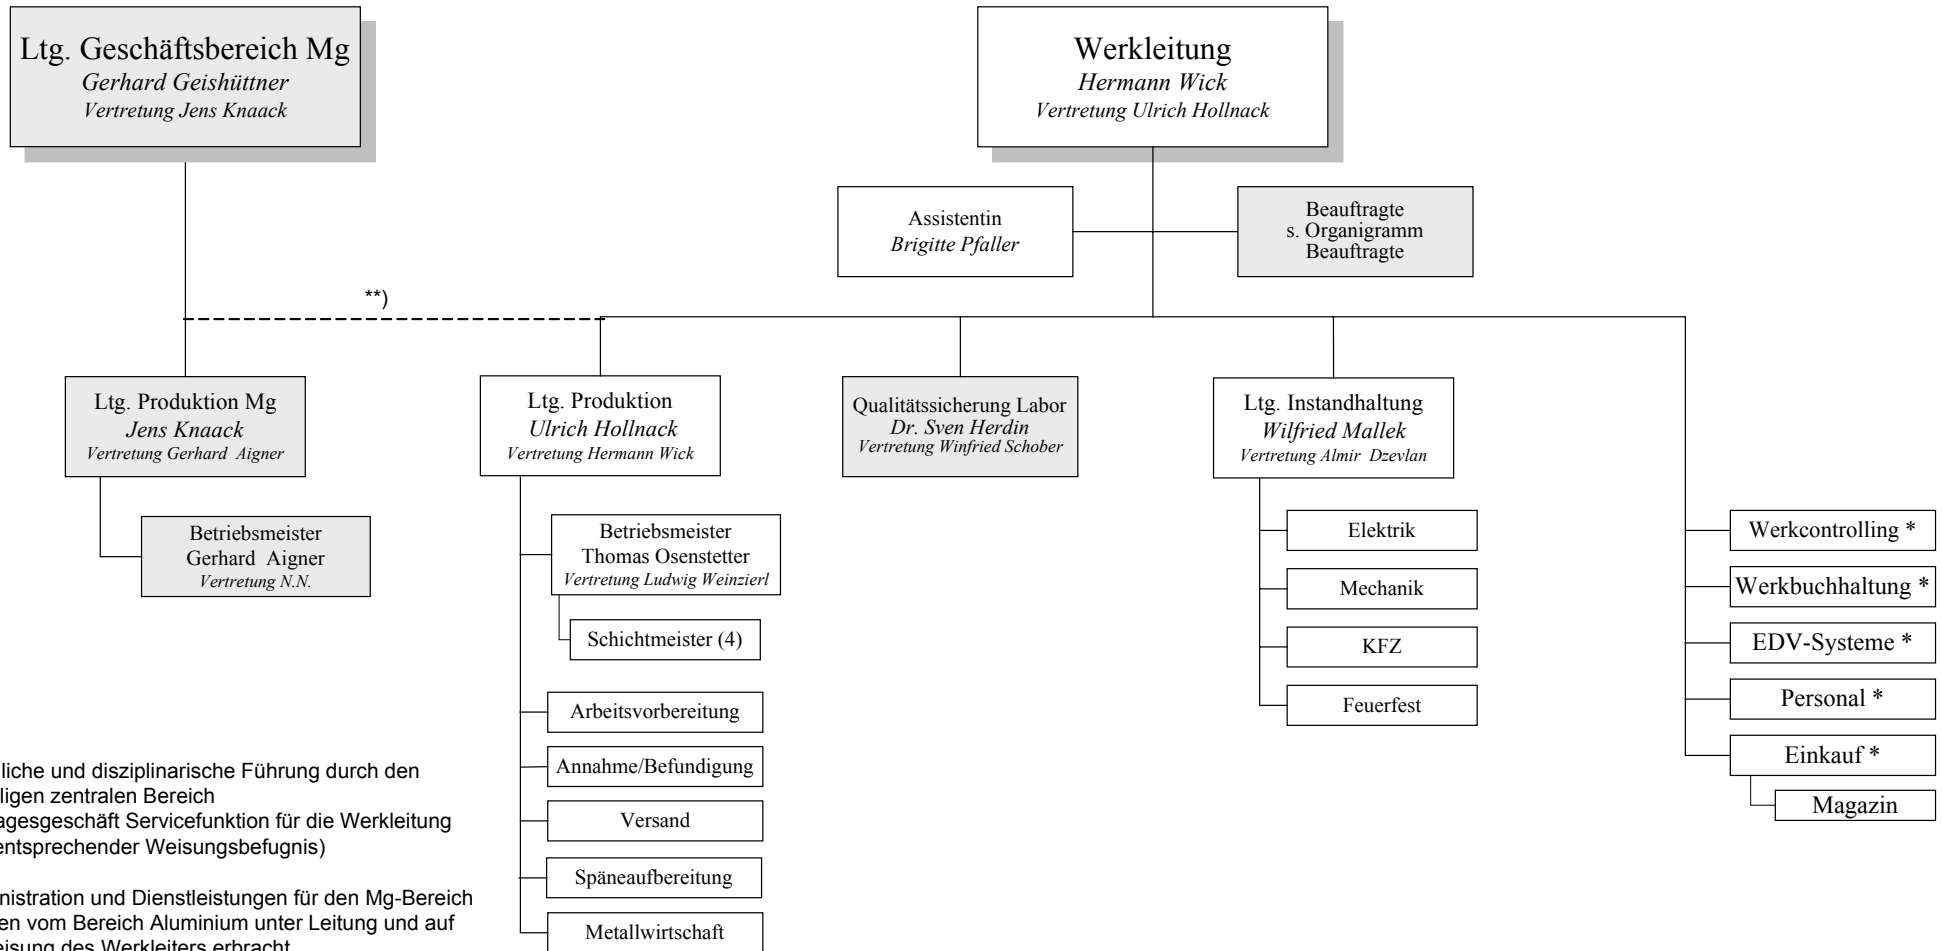 Ltg. Geschäftsbereich Mg
Gerhard Geishüttner
Vertretung Jens Knaack
Werkleitung
Hermann Wick
Vertretung Ulrich Hollnack
Assistentin
Brigitte Pfaller
Beauftragte
s. Organigramm
Beauftragte
**)
Ltg. Produktion Mg
Jens Knaack
Vertretung Gerhard Aigner
Betriebsmeister
Gerhard Aigner
Vertretung N.N.
Ltg. Produktion
Ulrich Hollnack
Vertretung Hermann Wick
Betriebsmeister
Thomas Osenstetter
Vertretung Ludwig Weinzierl
Schichtmeister (4)
Arbeitsvorbereitung
Annahme/Befundigung
Versand
Späneaufbereitung
Metallwirtschaft
Qualitätssicherung Labor
Dr. Sven Herdin
Vertretung Winfried Schober
Ltg. Instandhaltung
Wilfried Mallek
Vertretung Almir Dzevlan
Elektrik
Mechanik
KFZ
Feuerfest
Werkcontrolling *
Werkbuchhaltung *
EDV-Systeme *
Personal *
Einkauf *
Magazin
liche und disziplinarische Führung durch den
ligen zentralen Bereich
agesgeschäft Servicefunktion für die Werkleitung
entsprechender Weisungsbefugnis)
nistration und Dienstleistungen für den Mg-Bereich
en vom Bereich Aluminium unter Leitung und auf
eisung des Werkleiters erbracht